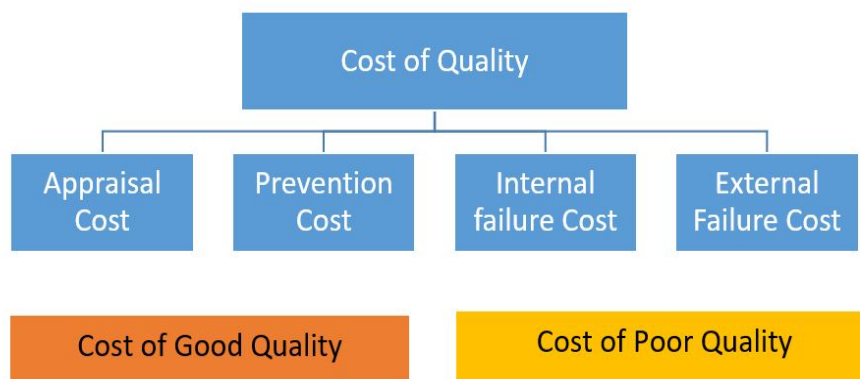 Cost of Quality
Appraisal
Cost
Prevention
Cost
Internal
failure Cost
External
Failure Cost
Cost of Good Quality
Cost of Poor Quality